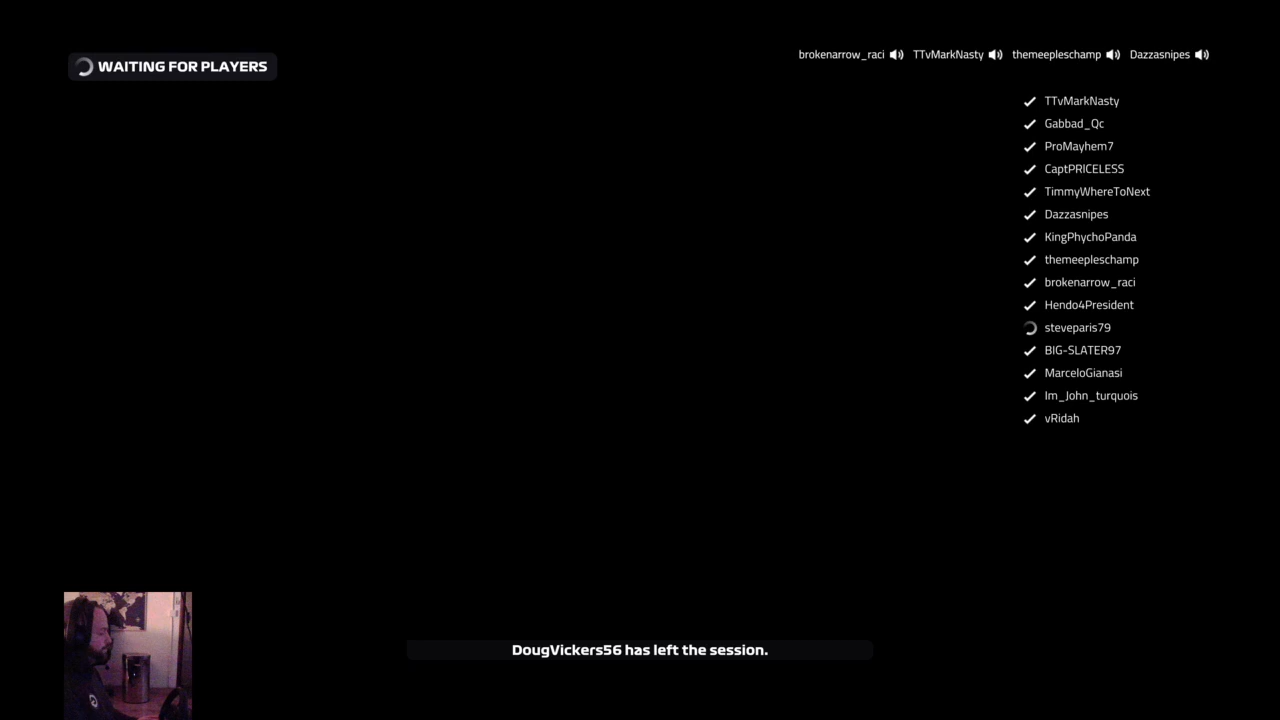 WAITING FOR PLAYERS
brokenarrow_raci TTvMarkNasty themeepleschamp Dazzasnipes
TTvMarkNasty
Gabbad_Qc
ProMayhem7
CaptPRICELESS
TimmyWhereToNext
Dazzasnipes
KingPhychoPanda
themeepleschamp
brokenarrow_raci
Hendo4President
steveparis79
BIG-SLATER97
MarceloGianasi
Im_John_turquois
vRidah
DougVickers56 has left the session.